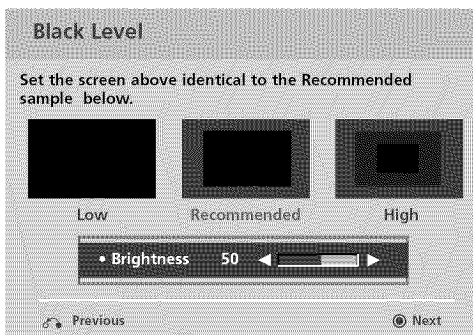 Black Level
Set the screen above identical to the Recommended
sample below.
Low Recommended High
• Brightness 50
Previous Next